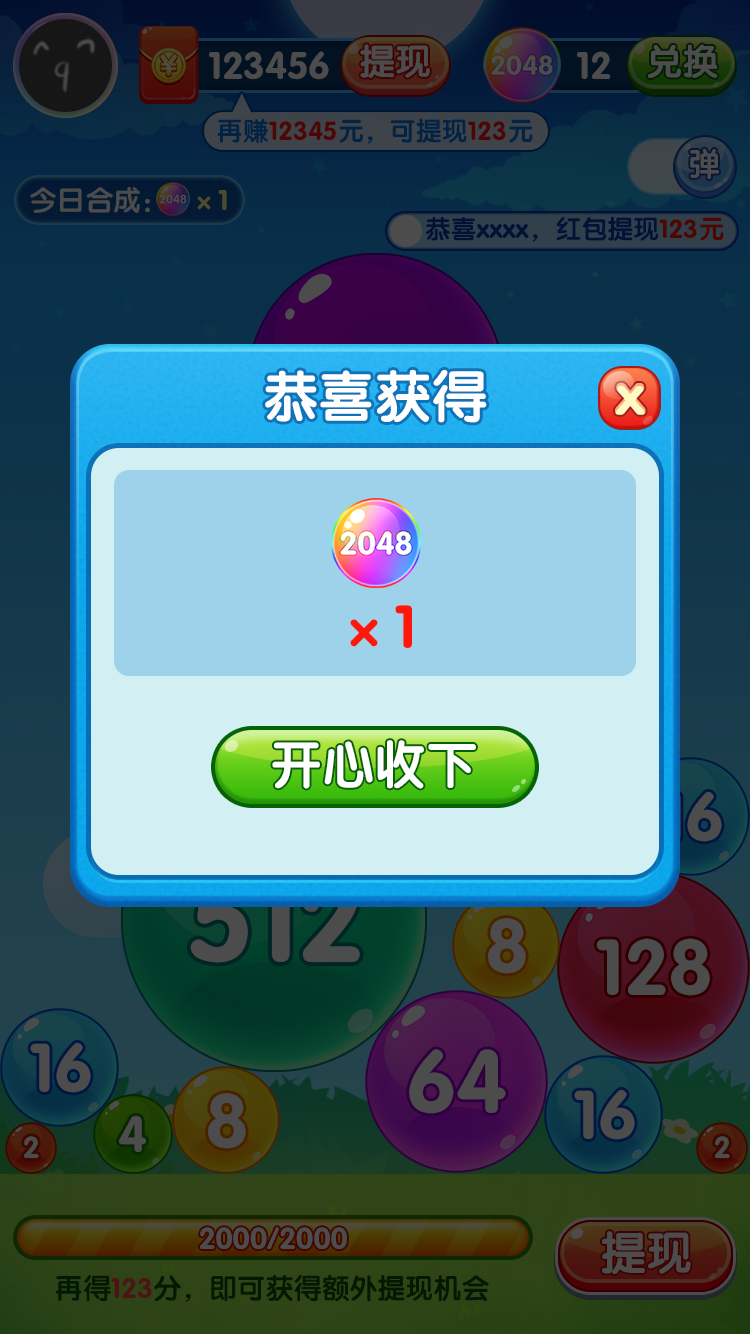 123456 提现 2048 12 兑换
再赚12345元，可提现123元
弹
今日合成: 2048 ×1
恭喜xxxx，红包提现123元
恭喜获得
2048
×1
开心收下
16
512 8 128
16 64 16
2 4 8 2
2000/2000 提现
再得123分，即可获得额外提现机会